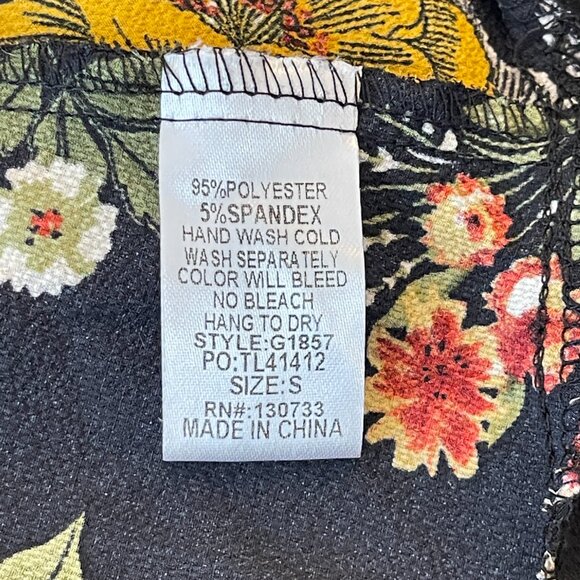 95%POLYESTER
5%SPANDEX
HAND WASH COLD
WASH SEPARATELY
COLOR WILL BLEED
NO BLEACH
HANG TO DRY
STYLE:G1857
PO:TL41412
SIZE:S
RN#:130733
MADE IN CHINA